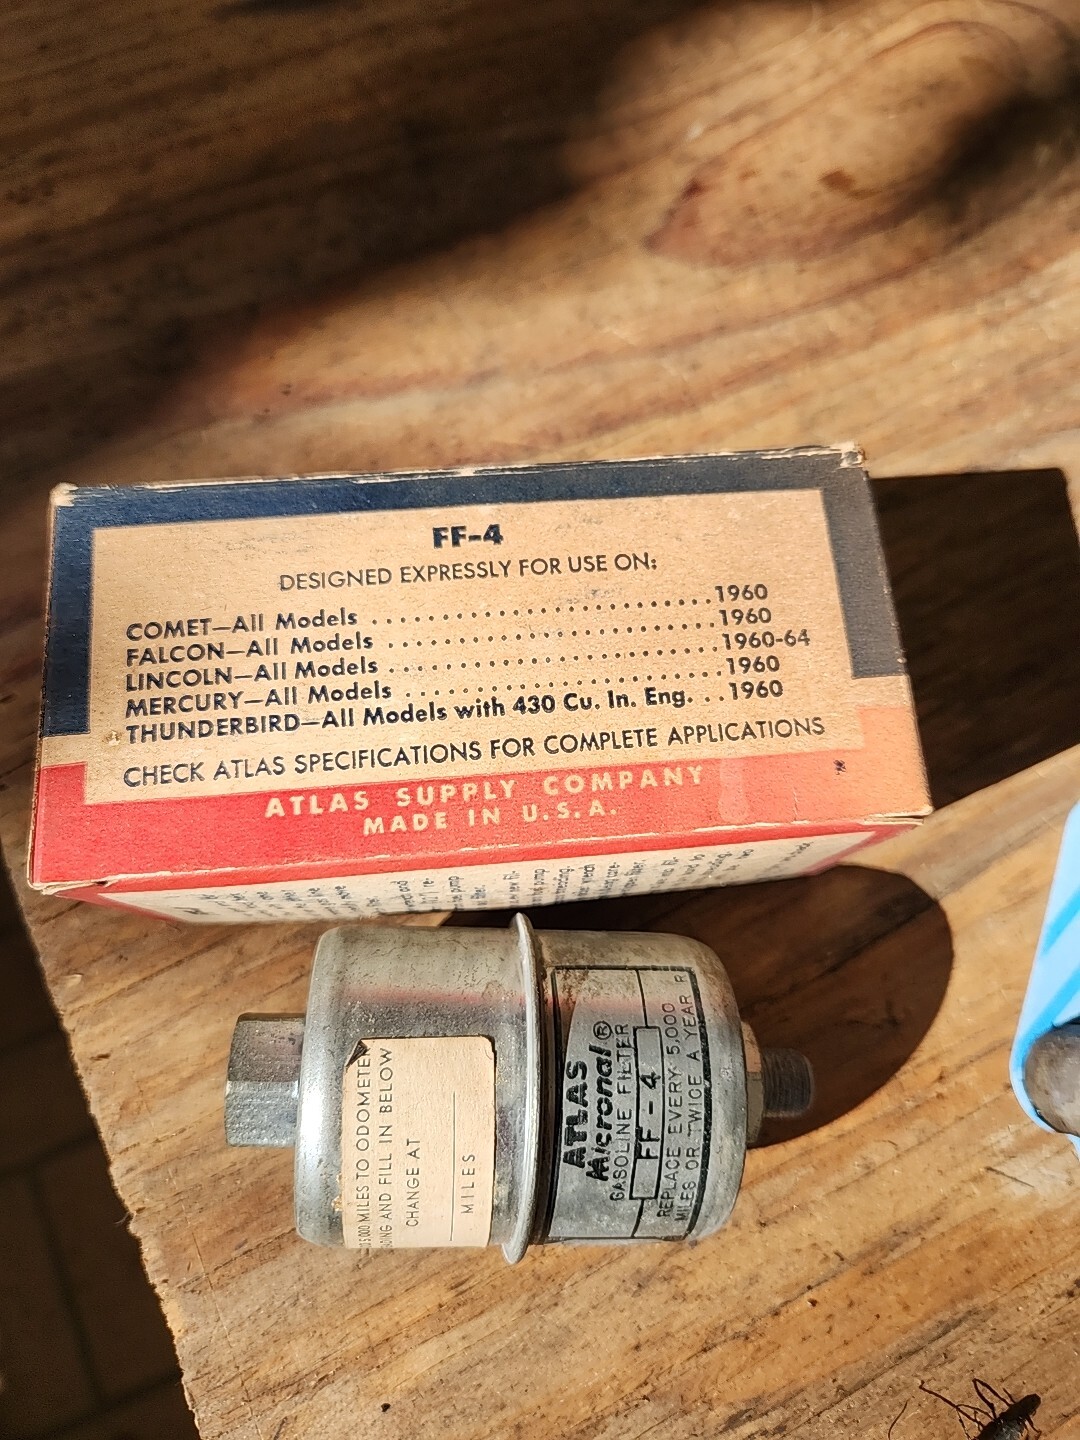 FF-4
DESIGNED EXPRESSLY FOR USE ON:
COMET—All Models ........................ 1960
FALCON—All Models ....................... 1960
LINCOLN—All Models ...................... 1960-64
MERCURY—All Models ...................... 1960
THUNDERBIRD—All Models with 430 Cu. In. Eng. ... 1960
CHECK ATLAS SPECIFICATIONS FOR COMPLETE APPLICATIONS
ATLAS SUPPLY COMPANY
MADE IN U.S.A.
5,000 MILES TO ODOMETER
AND FILL IN BELOW
CHANGE AT
MILES
ATLAS
Micronal®
GASOLINE FILTER
FF-4
REPLACE EVERY 5,000
MILES OR TWICE A YEAR